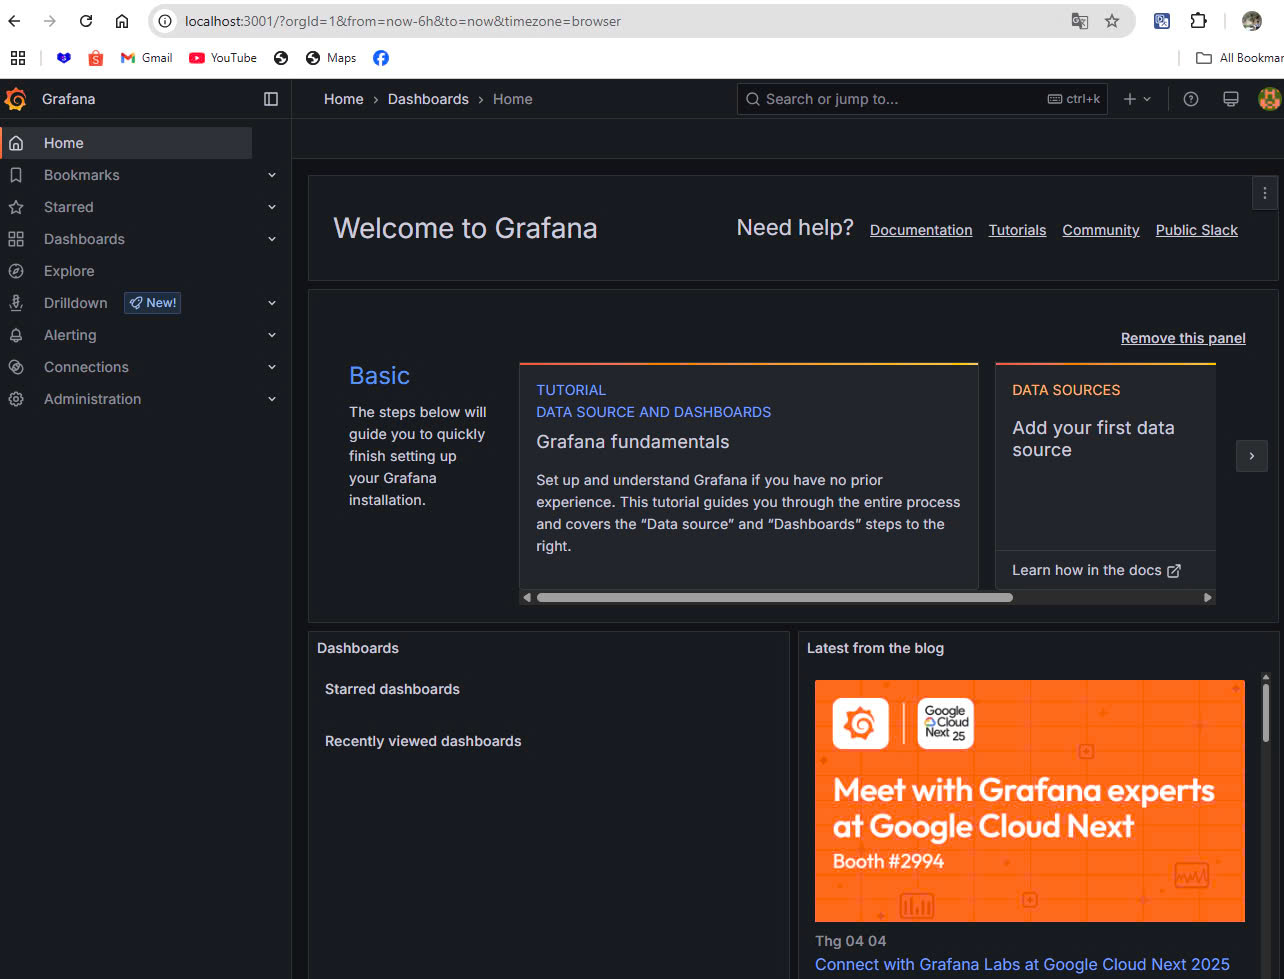 localhost:3001/?orgId=1&from=now-6h&to=now&timezone=browser
Gmail
YouTube
Maps
All Bookmar
Grafana
Home › Dashboards › Home
Search or jump to...
ctrl+k
Home
Bookmarks
Starred
Dashboards
Explore
Drilldown
New!
Alerting
Connections
Administration
Welcome to Grafana
Need help?
Documentation
Tutorials
Community
Public Slack
Remove this panel
Basic
The steps below will
guide you to quickly
finish setting up
your Grafana
installation.
TUTORIAL
DATA SOURCE AND DASHBOARDS
Grafana fundamentals
Set up and understand Grafana if you have no prior
experience. This tutorial guides you through the entire process
and covers the “Data source” and “Dashboards” steps to the
right.
DATA SOURCES
Add your first data
source
Learn how in the docs
Dashboards
Starred dashboards
Recently viewed dashboards
Latest from the blog
Google
Cloud
Next 25
Meet with Grafana experts
at Google Cloud Next
Booth #2994
Thg 04 04
Connect with Grafana Labs at Google Cloud Next 2025